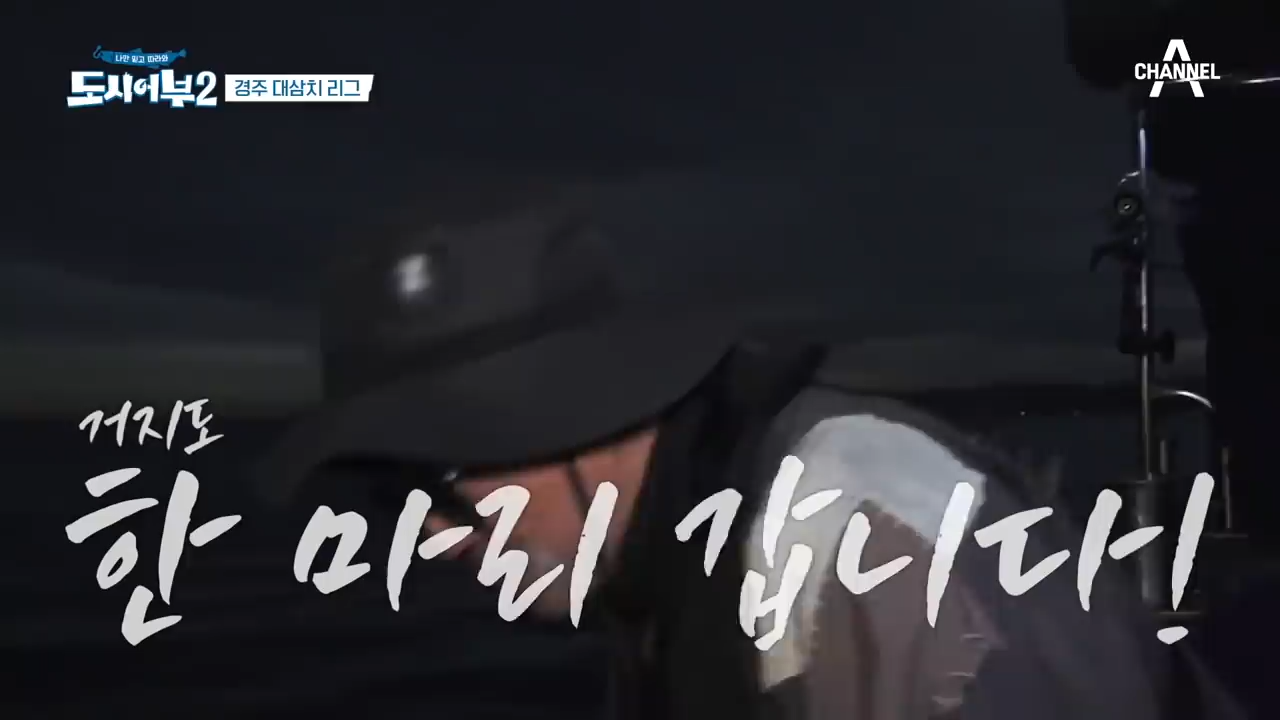 나만 믿고 따라와
도시어부2
경주 대삼치 리그
CHANNEL A
거지도
한 마리 갑니다!